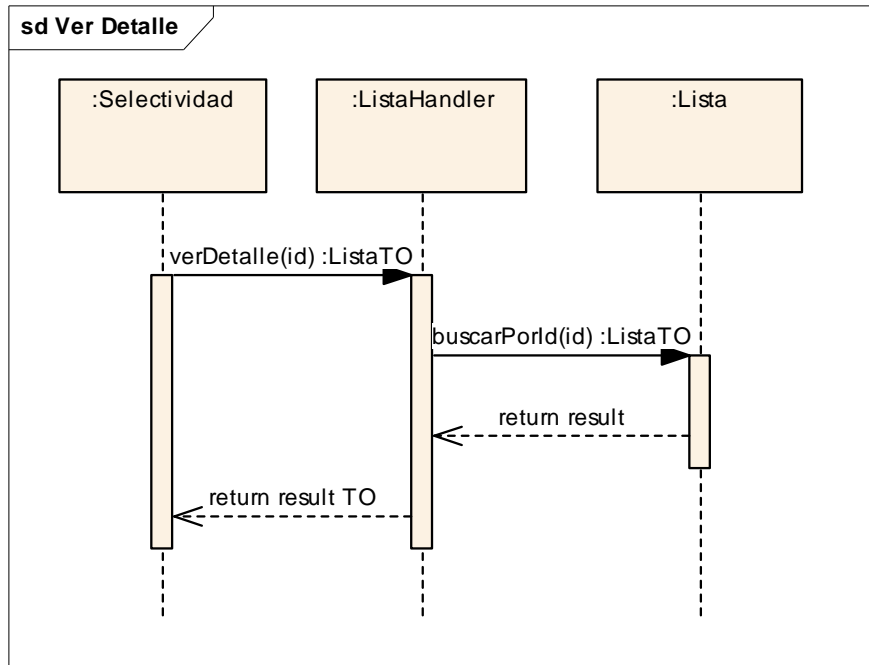 sd Ver Detalle
:Selectividad
:ListaHandler
:Lista
verDetalle(id) :ListaTO
buscarPorId(id) :ListaTO
return result
return result TO